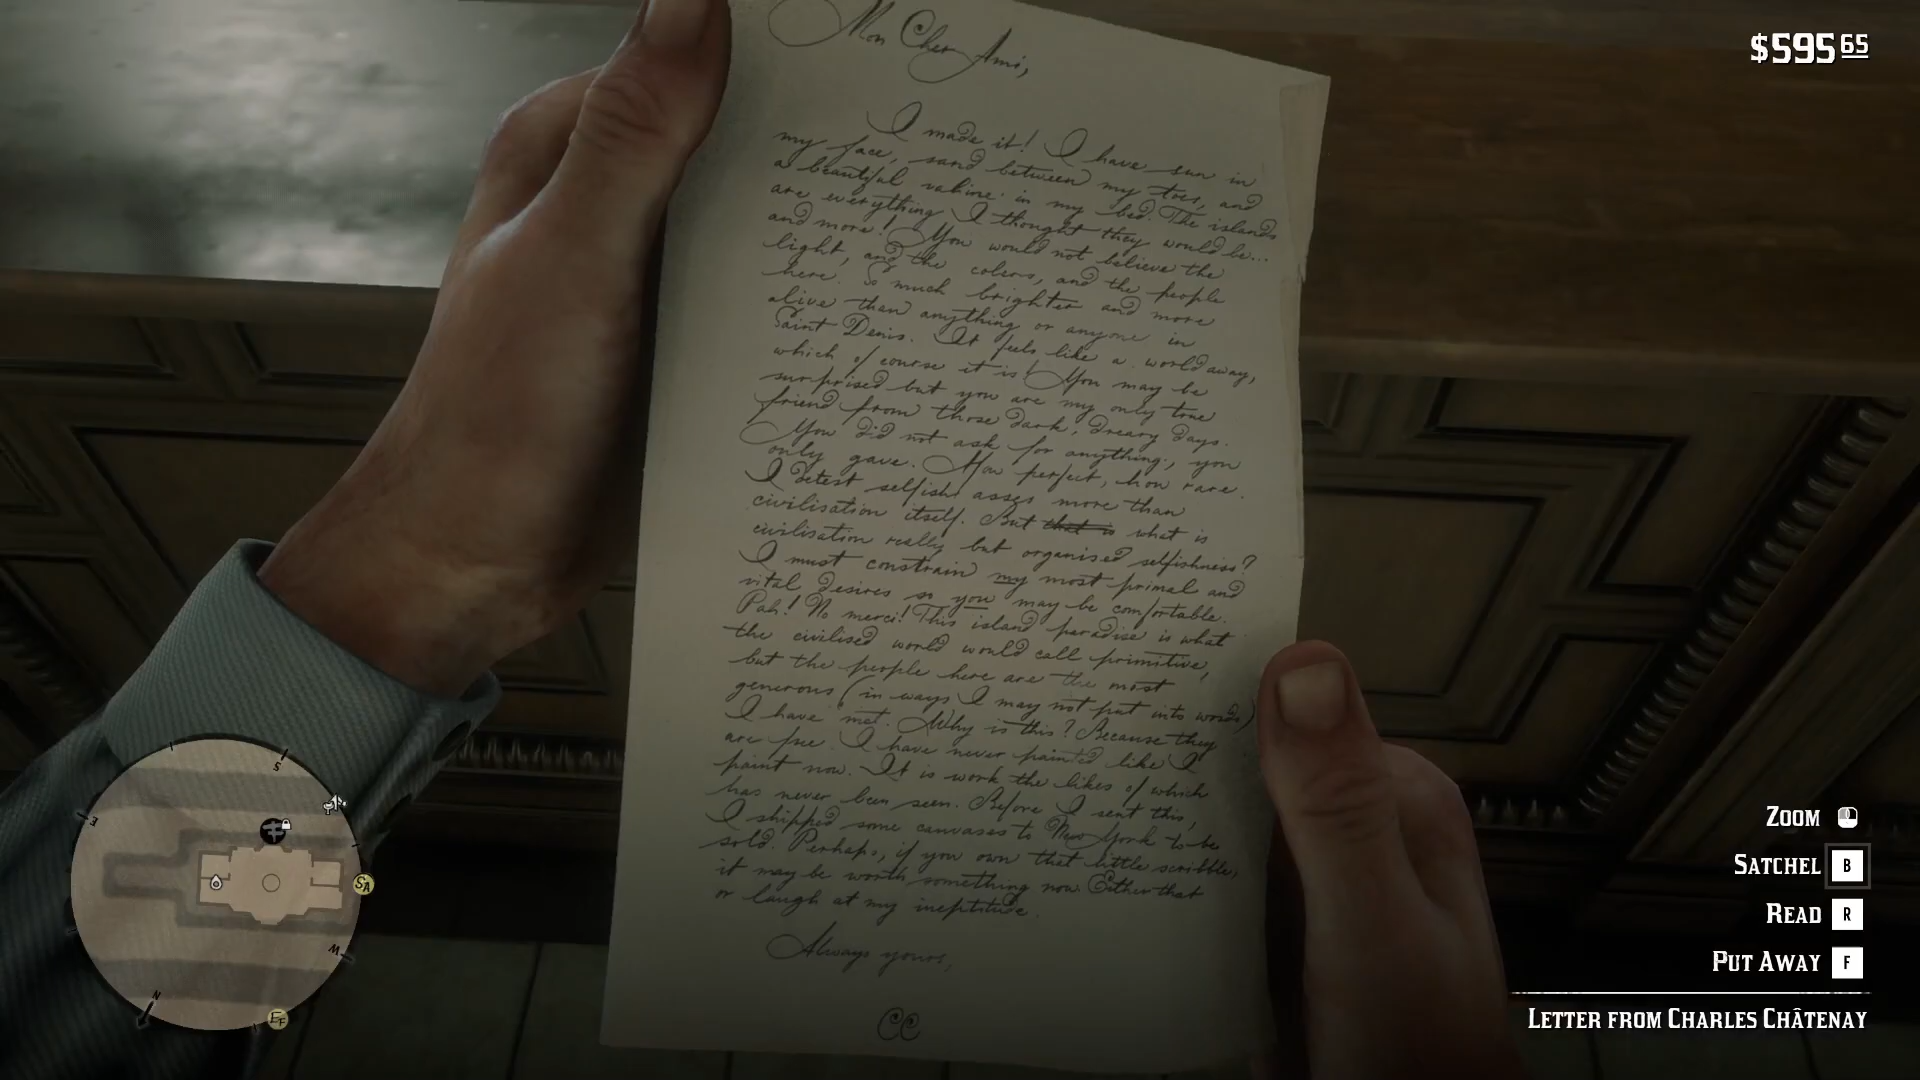 $595 65
Mon Cher Ami,
I made it! I have sun in
my face, sand between my toes, and
a beautiful vahine in my bed. The islands
are everything I thought they would be...
and more! You would not believe the
light, and the colors, and the people
here. So much brighter and more
alive than anything or anyone in
Saint Denis. It feels like a world away,
which of course it is! You may be
surprised but you are my only true
friend from those dark, dreary days.
You did not ask for anything, you
only gave. How perfect, how rare.
I detest selfish asses more than
civilisation itself. But that is what is
civilisation really but organised selfishness?
I must constrain my most primal and
vital desires so you may be comfortable.
Pah! No merci! This island paradise is what
the civilised world would call primitive,
but the people here are the most
generous (in ways I may not put into words)
I have met. Why is this? Because they
are free. I have never painted like I
paint now. It is work the likes of which
has never been seen. Before I sent this,
I shipped some canvases to New York to be
sold. Perhaps, if you own that little scribble,
it may be worth something now. Either that
or laugh at my ineptitude.
Always yours,
CC
S
E
SA
W
N
EF
ZOOM
SATCHEL B
READ R
PUT AWAY F
LETTER FROM CHARLES CHÂTENAY